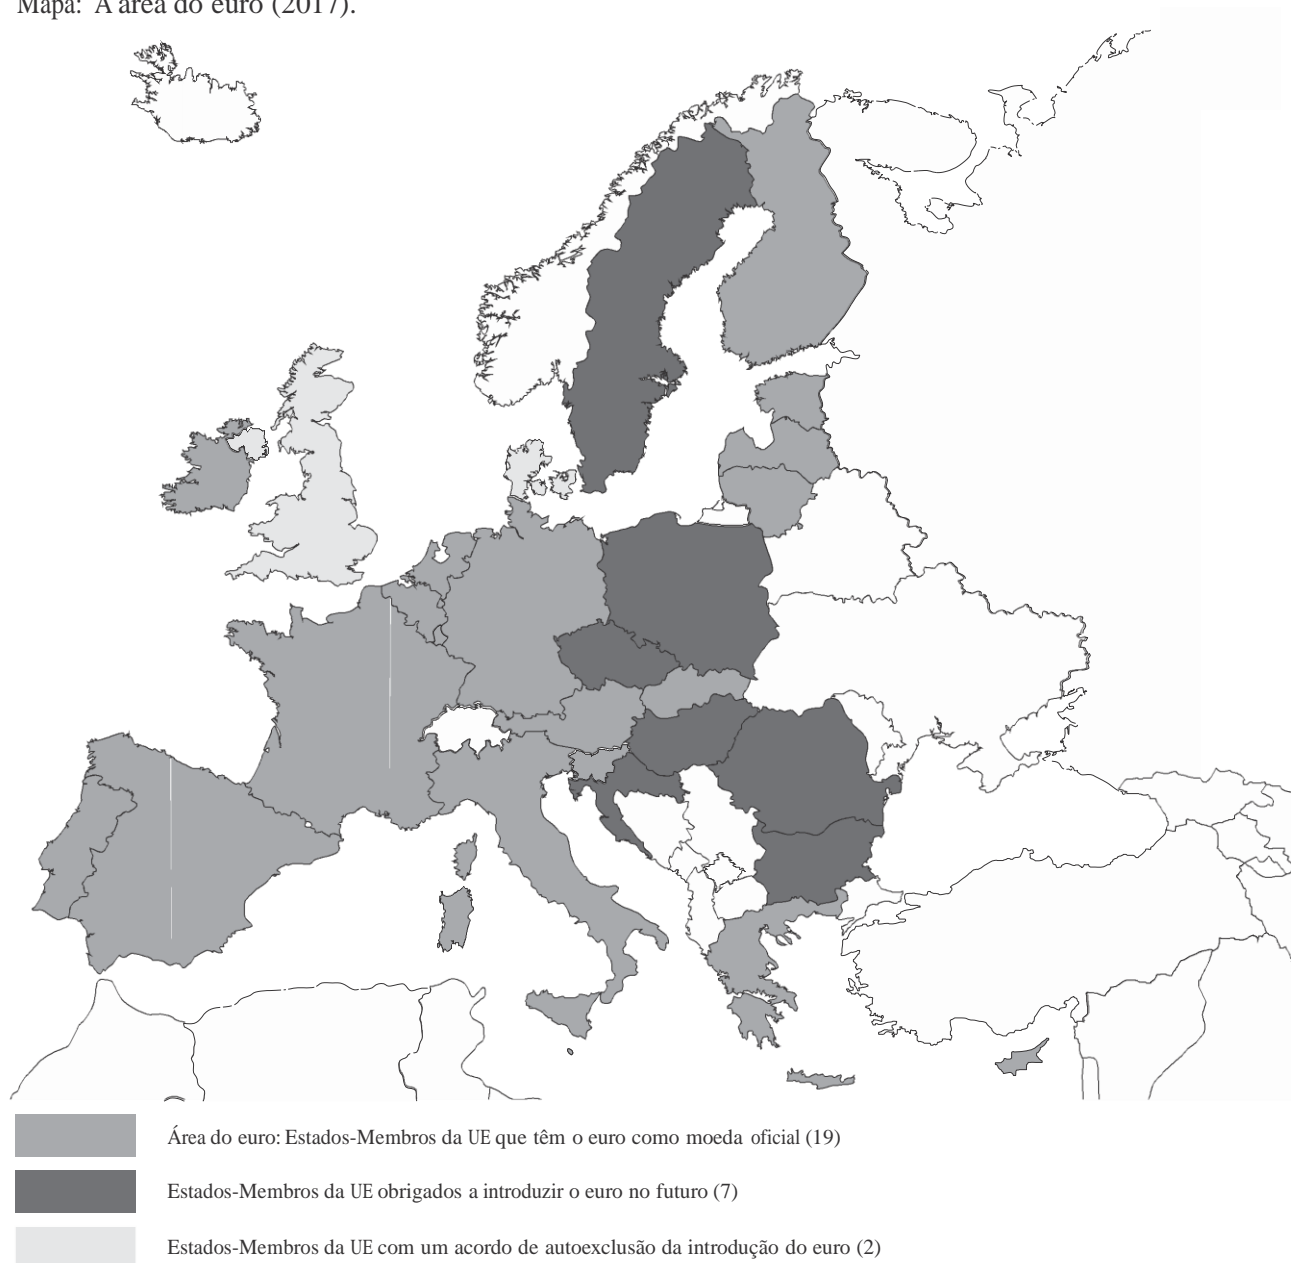 Mapa: A área do euro (2017).
Área do euro: Estados-Membros da UE que têm o euro como moeda oficial (19)
Estados-Membros da UE obrigados a introduzir o euro no futuro (7)
Estados-Membros da UE com um acordo de autoexclusão da introdução do euro (2)